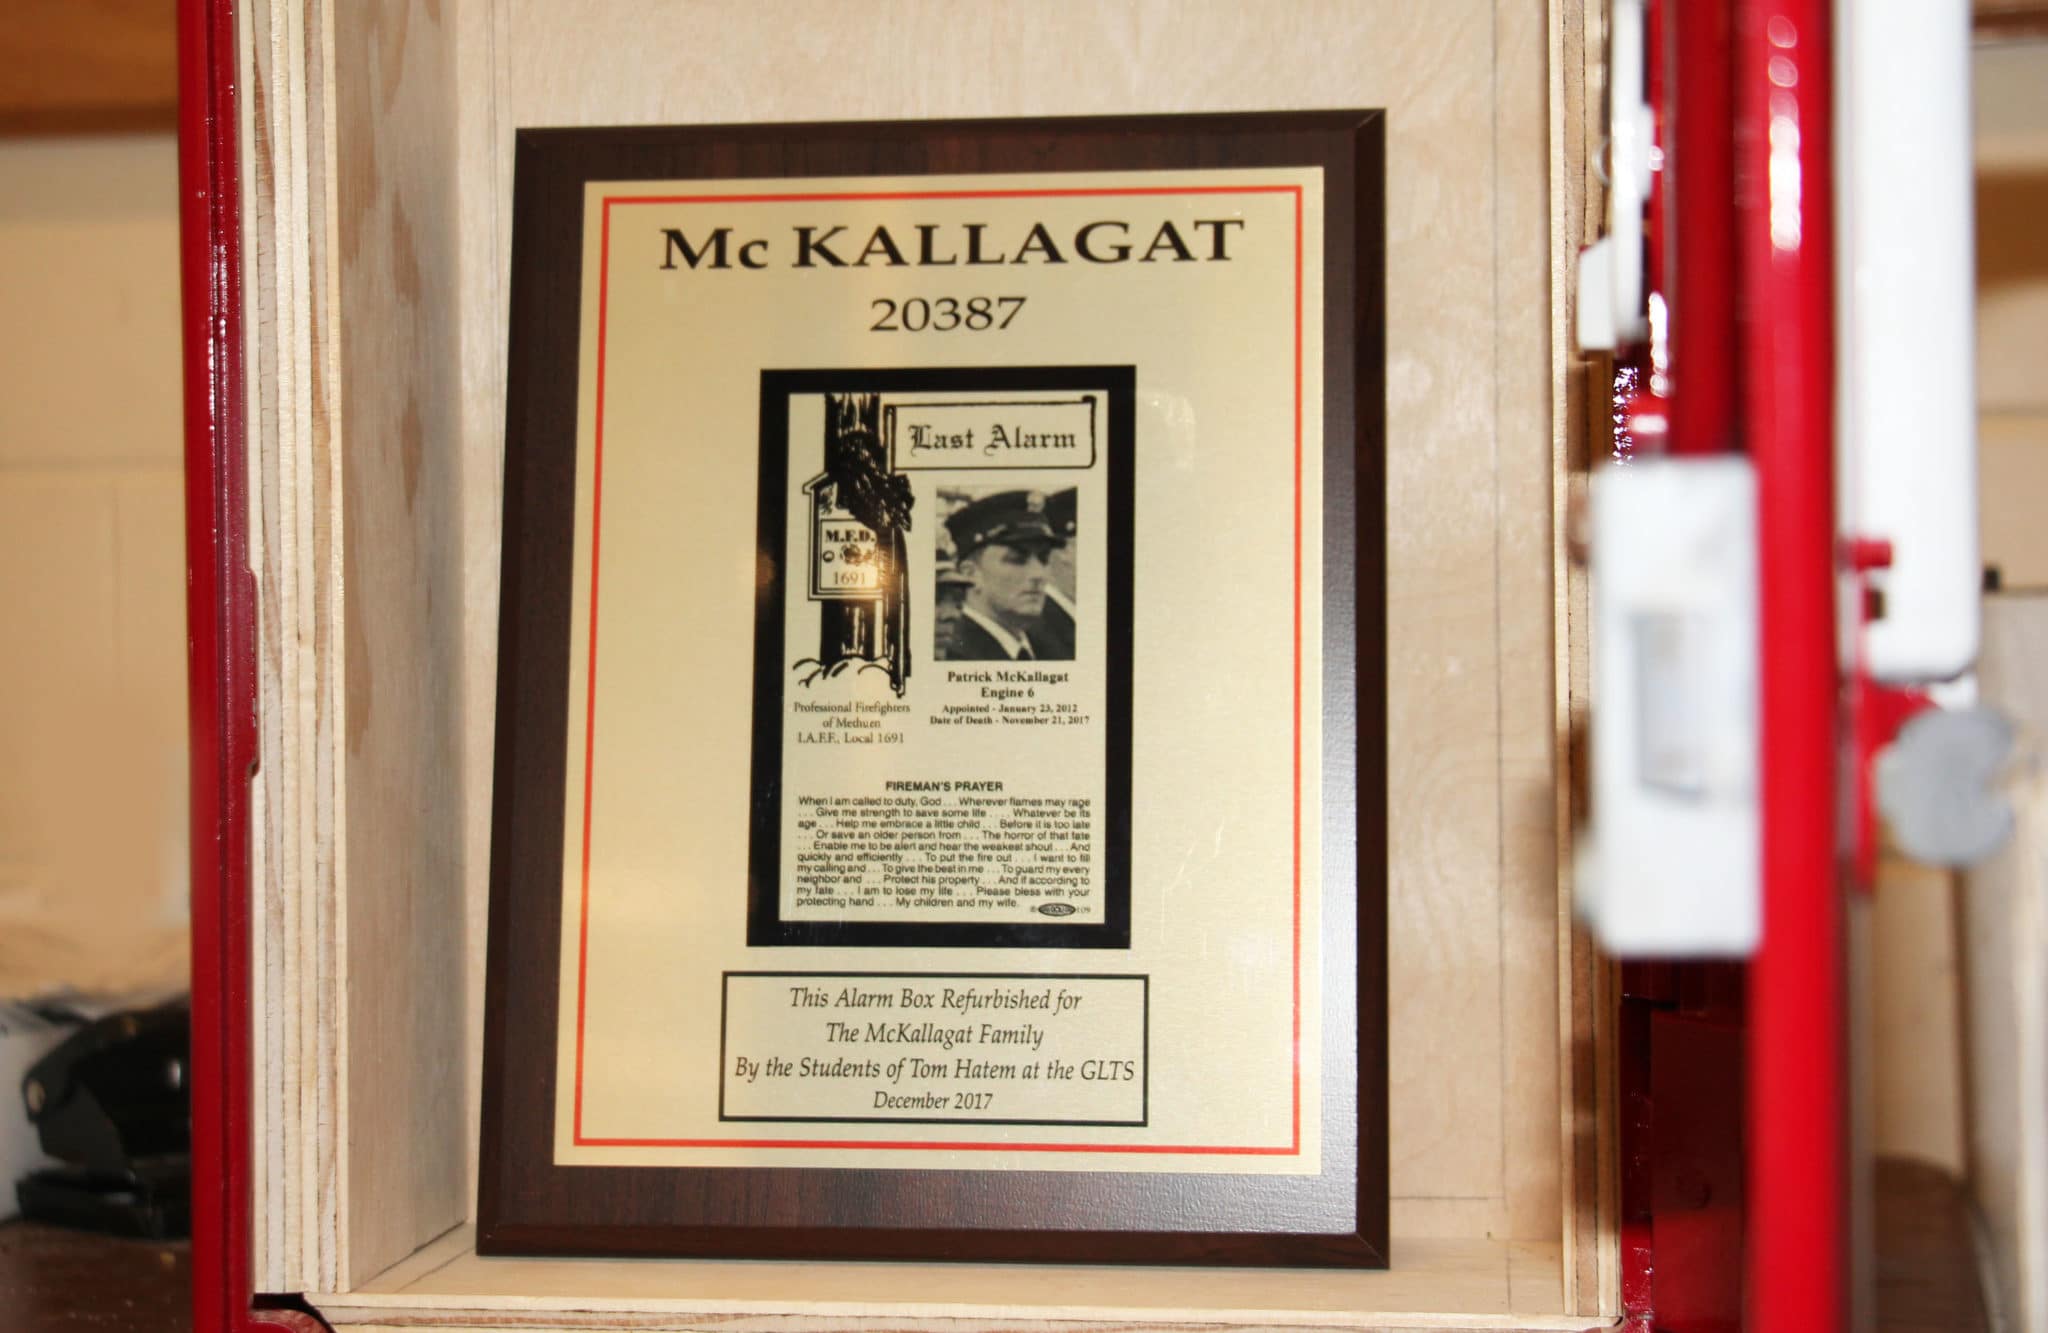 Mc KALLAGAT
20387
Last Alarm
M.F.D.
1691
Patrick McKallagat
Engine 6
Appointed - January 23, 2012
Date of Death - November 21, 2017
Professional Firefighters
of Methuen
I.A.F.F., Local 1691
FIREMAN'S PRAYER
When I am called to duty, God . . . Wherever flames may rage
. . . Give me strength to save some life . . . . Whatever be its
age . . . Help me embrace a little child . . . Before it is too late
. . . Or save an older person from . . . The horror of that fate
. . . Enable me to be alert and hear the weakest shout . . . And
quickly and efficiently . . . To put the fire out . . . I want to fill
my calling and . . . To give the best in me . . . To guard my every
neighbor and . . . Protect his property . . . And if according to
my fate . . . I am to lose my life . . . Please bless with your
protecting hand . . . My children and my wife.
109
This Alarm Box Refurbished for
The McKallagat Family
By the Students of Tom Hatem at the GLTS
December 2017